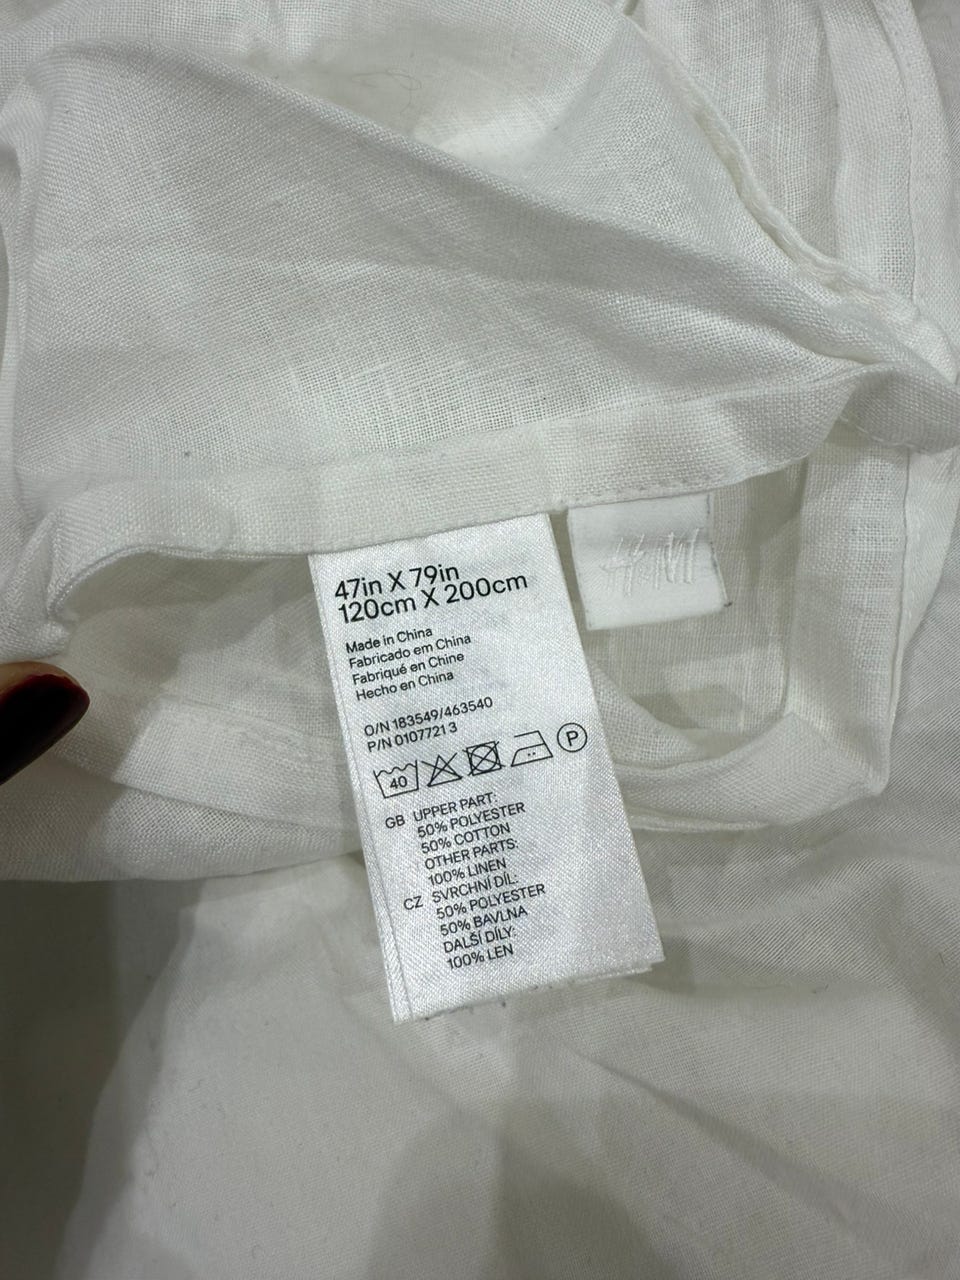 47in X 79in
120cm X 200cm
Made in China
Fabricado em China
Fabriqué en Chine
Hecho en China
O/N 183549/463540
P/N 0107721 3
40
P
GB UPPER PART:
50% POLYESTER
50% COTTON
OTHER PARTS:
100% LINEN
CZ SVRCHNÍ DÍL:
50% POLYESTER
50% BAVLNA
DALŠÍ DÍLY:
100% LEN
H&M